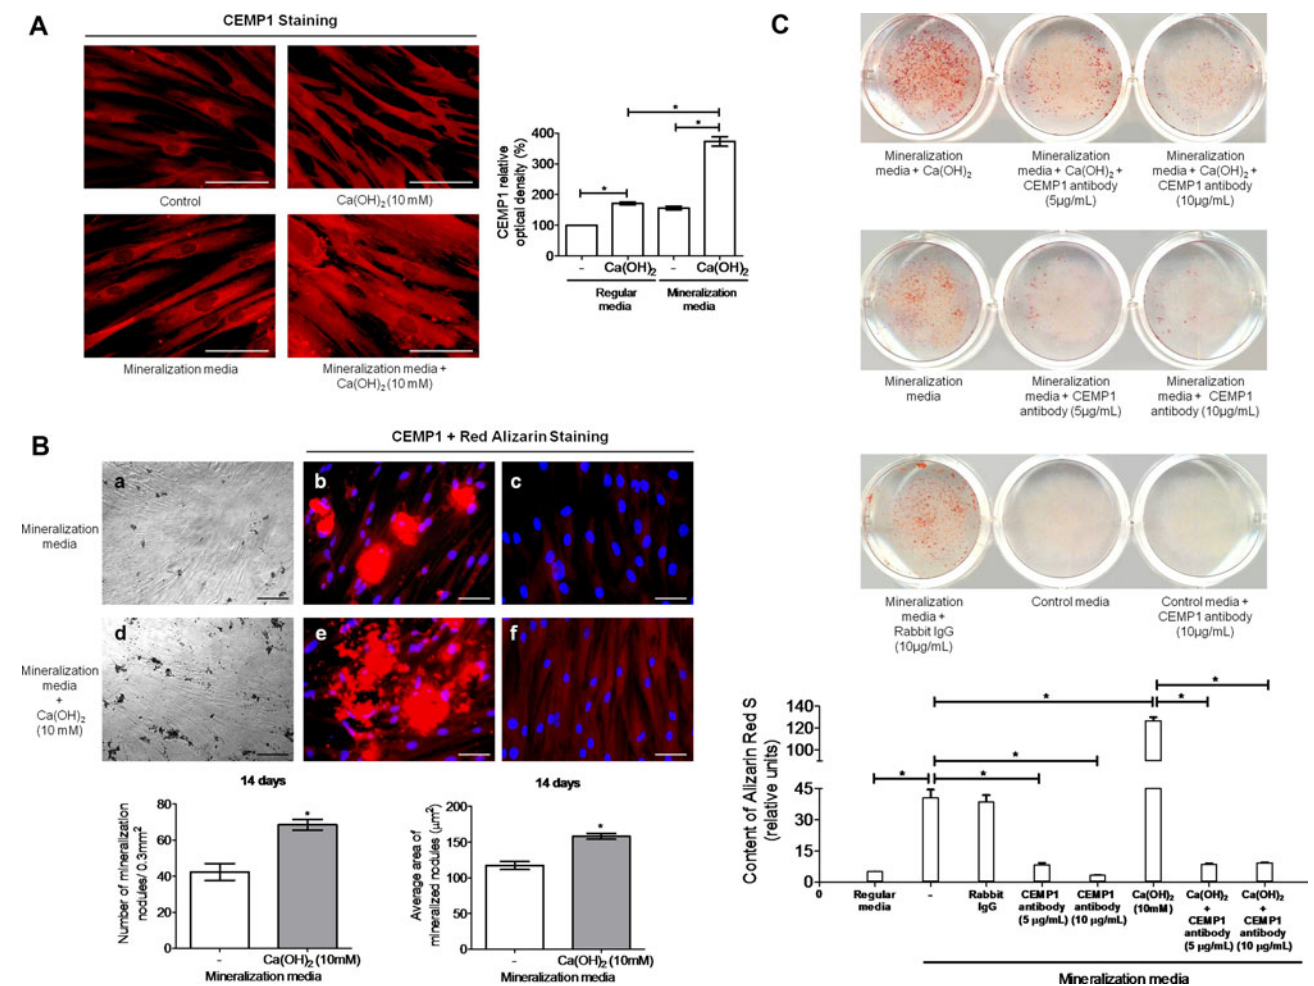 A
CEMP1 Staining
Control
Ca(OH)₂ (10 mM)
Mineralization media
Mineralization media +
Ca(OH)₂ (10 mM)
CEMP1 relative
optical density (%)
400
300
200
100
0
*
*
*
-
Ca(OH)₂
-
Ca(OH)₂
Regular
media
Mineralization
media
B
CEMP1 + Red Alizarin Staining
Mineralization
media
a
b
c
Mineralization
media
+
Ca(OH)₂
(10 mM)
d
e
f
14 days
Number of mineralization
nodules/ 0.3mm²
80
60
40
20
0
*
-
Ca(OH)₂ (10mM)
Mineralization media
14 days
Average area of
mineralized nodules (µm²)
200
150
100
50
0
*
-
Ca(OH)₂ (10mM)
Mineralization media
C
Mineralization
media + Ca(OH)₂
Mineralization
media + Ca(OH)₂ +
CEMP1 antibody
(5µg/mL)
Mineralization
media + Ca(OH)₂ +
CEMP1 antibody
(10µg/mL)
Mineralization
media
Mineralization
media + CEMP1
antibody (5µg/mL)
Mineralization
media + CEMP1
antibody (10µg/mL)
Mineralization
media +
Rabbit IgG
(10µg/mL)
Control media
Control media +
CEMP1 antibody
(10µg/mL)
Content of Alizarin Red S
(relative units)
140
120
100
45
30
15
0
*
*
*
*
*
*
0
Regular
media
-
Rabbit
IgG
CEMP1
antibody
(5 µg/mL)
CEMP1
antibody
(10 µg/mL)
Ca(OH)₂
(10mM)
Ca(OH)₂
+
CEMP1
antibody
(5 µg/mL)
Ca(OH)₂
+
CEMP1
antibody
(10 µg/mL)
Mineralization media